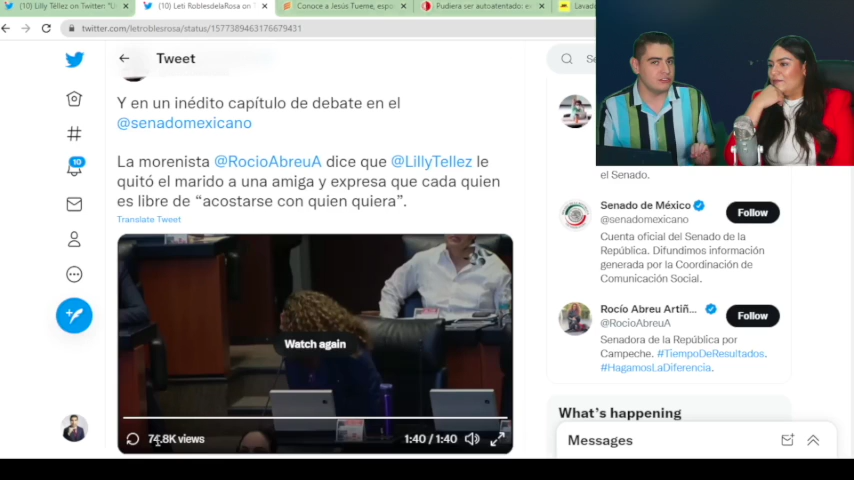 (10) Lilly Téllez on Twitter: "L
(10) Leti RoblesdelaRosa on T
Conoce a Jesús Tueme, espo
Pudiera ser autoatentado: e
Lavad
twitter.com/letroblesrosa/status/1577389463176679431
Tweet
Y en un inédito capítulo de debate en el
@senadomexicano
La morenista @RocioAbreuA dice que @LillyTellez le
quitó el marido a una amiga y expresa que cada quien
es libre de “acostarse con quien quiera”.
Translate Tweet
10
Watch again
74.8K views
1:40 / 1:40
el Senado.
Senado de México
@senadomexicano
Follow
Cuenta oficial del Senado de la
República. Difundimos información
generada por la Coordinación de
Comunicación Social.
Rocío Abreu Artiñ...
@RocioAbreuA
Follow
Senadora de la República por
Campeche. #TiempoDeResultados.
#HagamosLaDiferencia.
What's happening
Messages